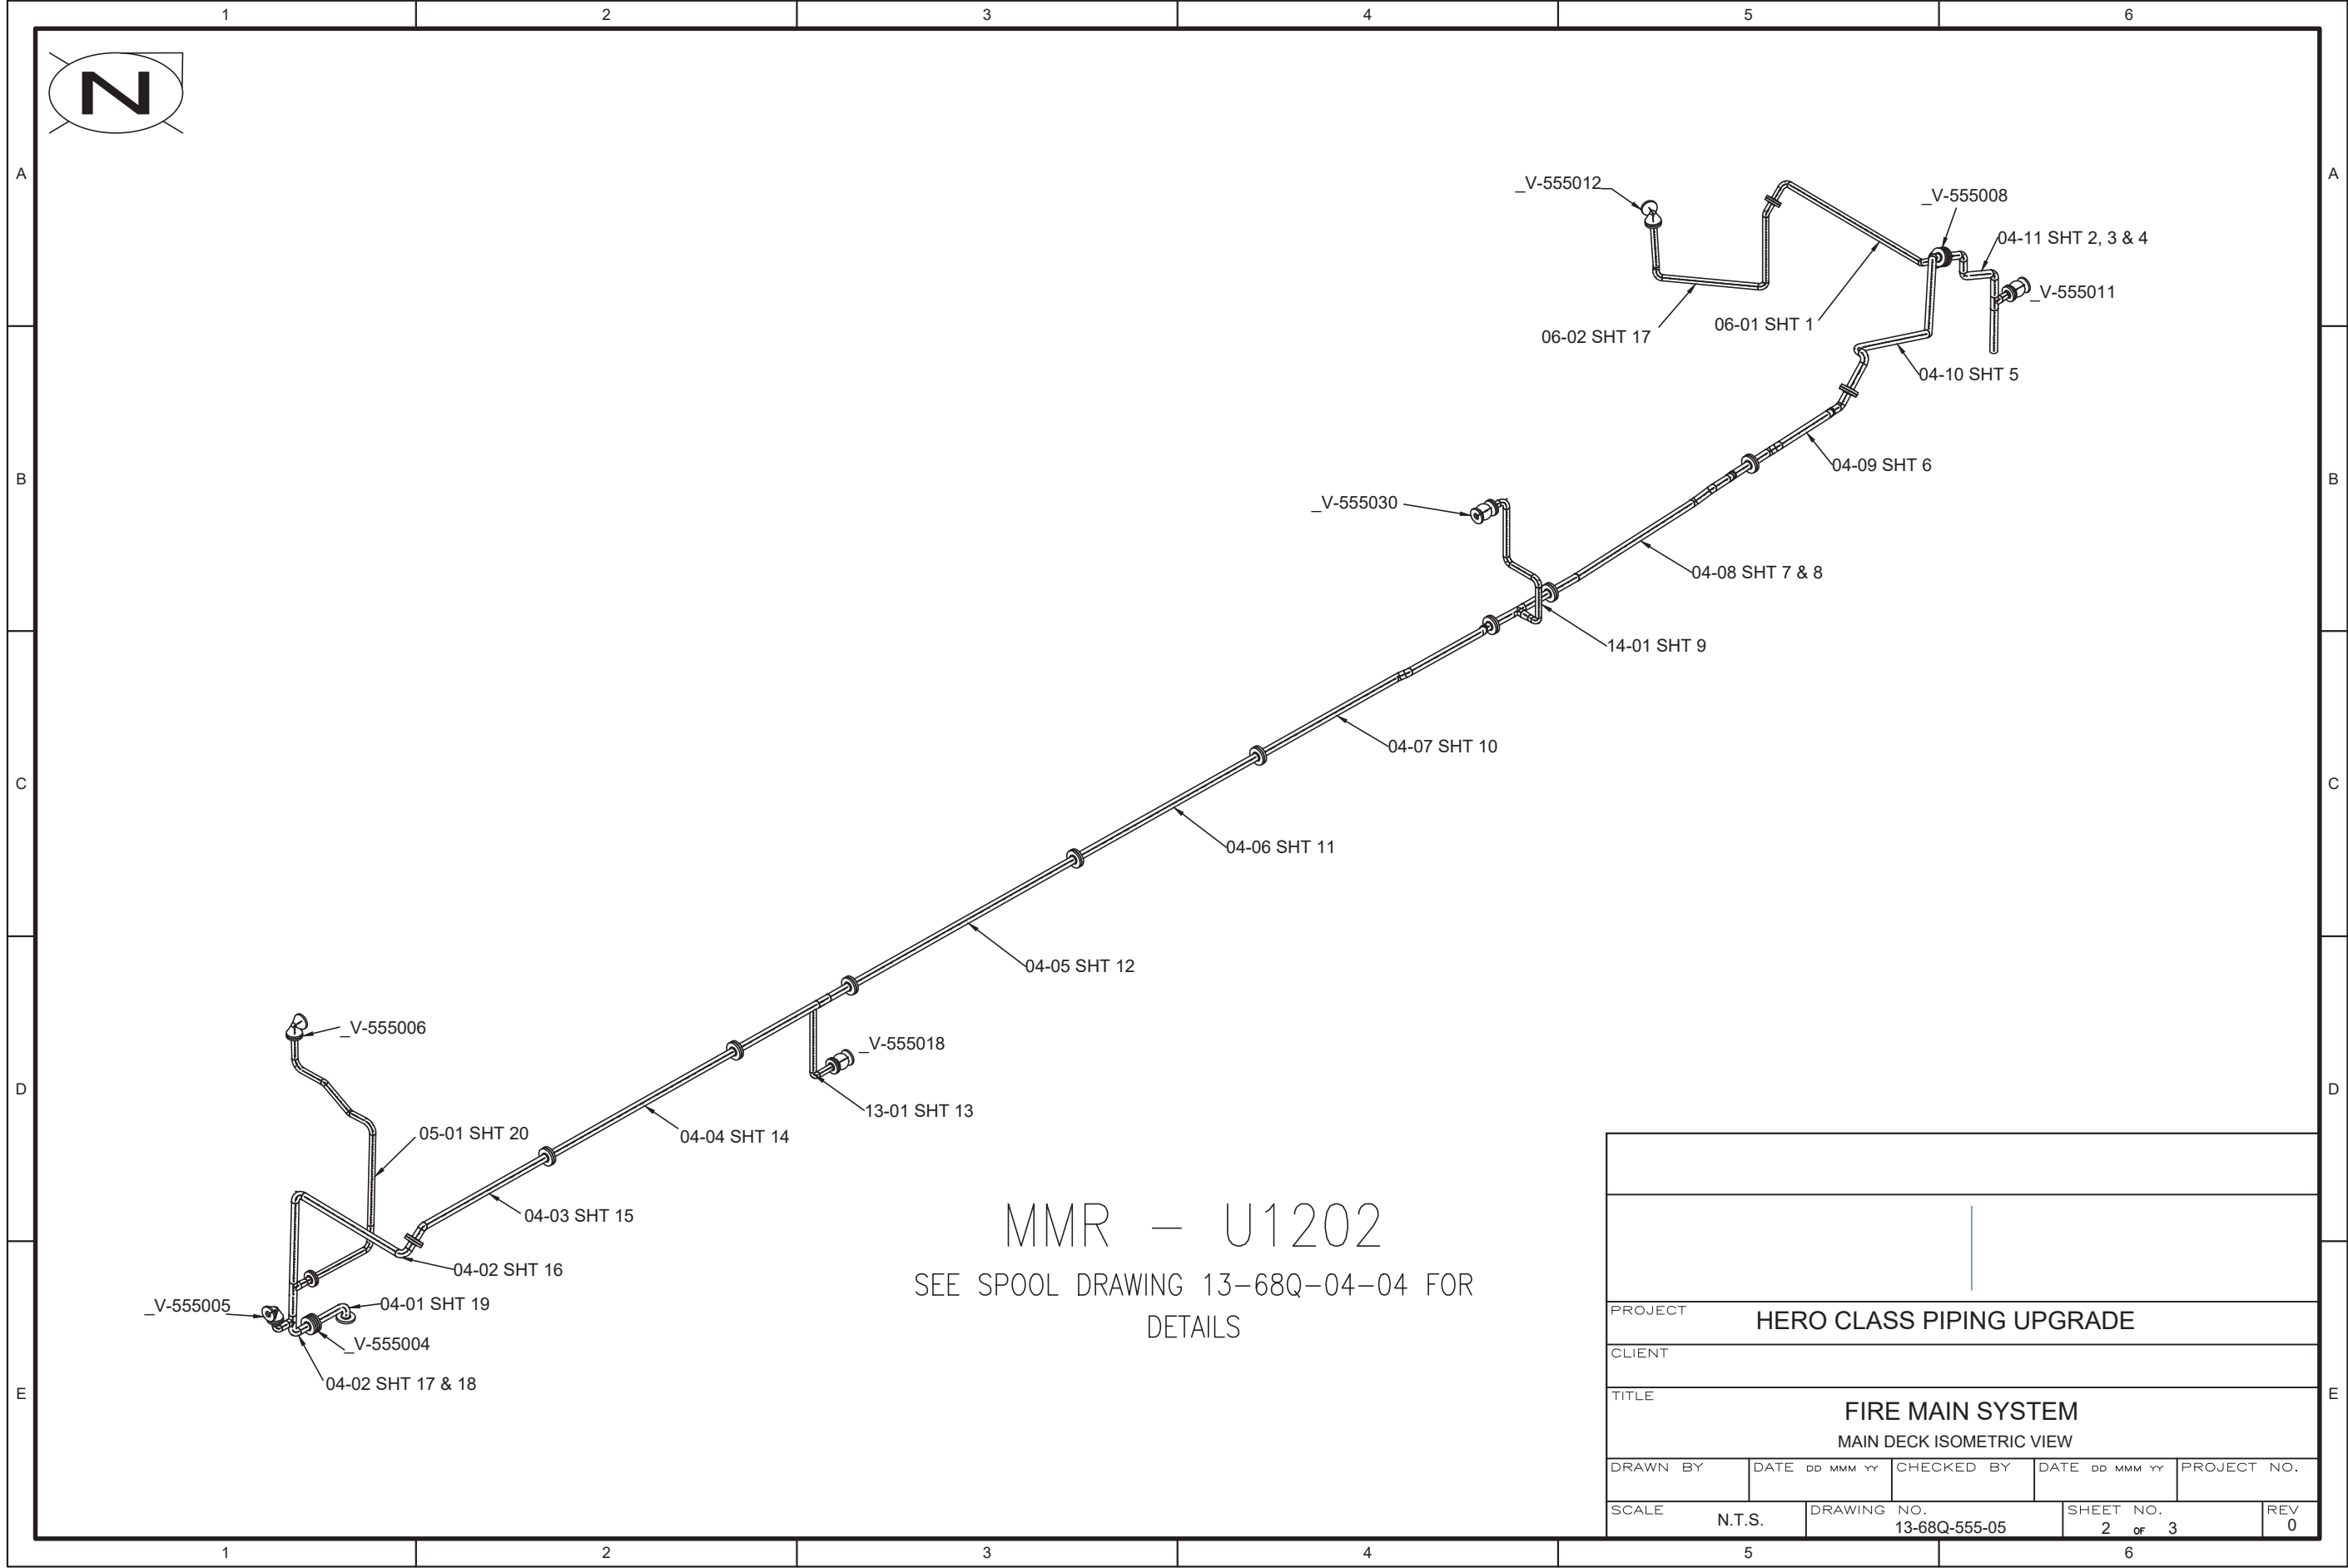 1 2 3 4 5 6
N
A A
_V-555012
_V-555008
04-11 SHT 2, 3 & 4
_V-555011
06-01 SHT 1
06-02 SHT 17
04-10 SHT 5
04-09 SHT 6
B B
_V-555030
04-08 SHT 7 & 8
14-01 SHT 9
04-07 SHT 10
C C
04-06 SHT 11
04-05 SHT 12
_V-555006
_V-555018
D D
13-01 SHT 13
05-01 SHT 20
04-04 SHT 14
04-03 SHT 15
04-02 SHT 16
_V-555005
04-01 SHT 19
_V-555004
04-02 SHT 17 & 18
E E
MMR - U1202
SEE SPOOL DRAWING 13-68Q-04-04 FOR
DETAILS
PROJECT HERO CLASS PIPING UPGRADE
CLIENT
TITLE
FIRE MAIN SYSTEM
MAIN DECK ISOMETRIC VIEW
DRAWN BY DATE DD MMM YY CHECKED BY DATE DD MMM YY PROJECT NO.
SCALE N.T.S. DRAWING NO. 13-68Q-555-05 SHEET NO. 2 OF 3 REV 0
1 2 3 4 5 6